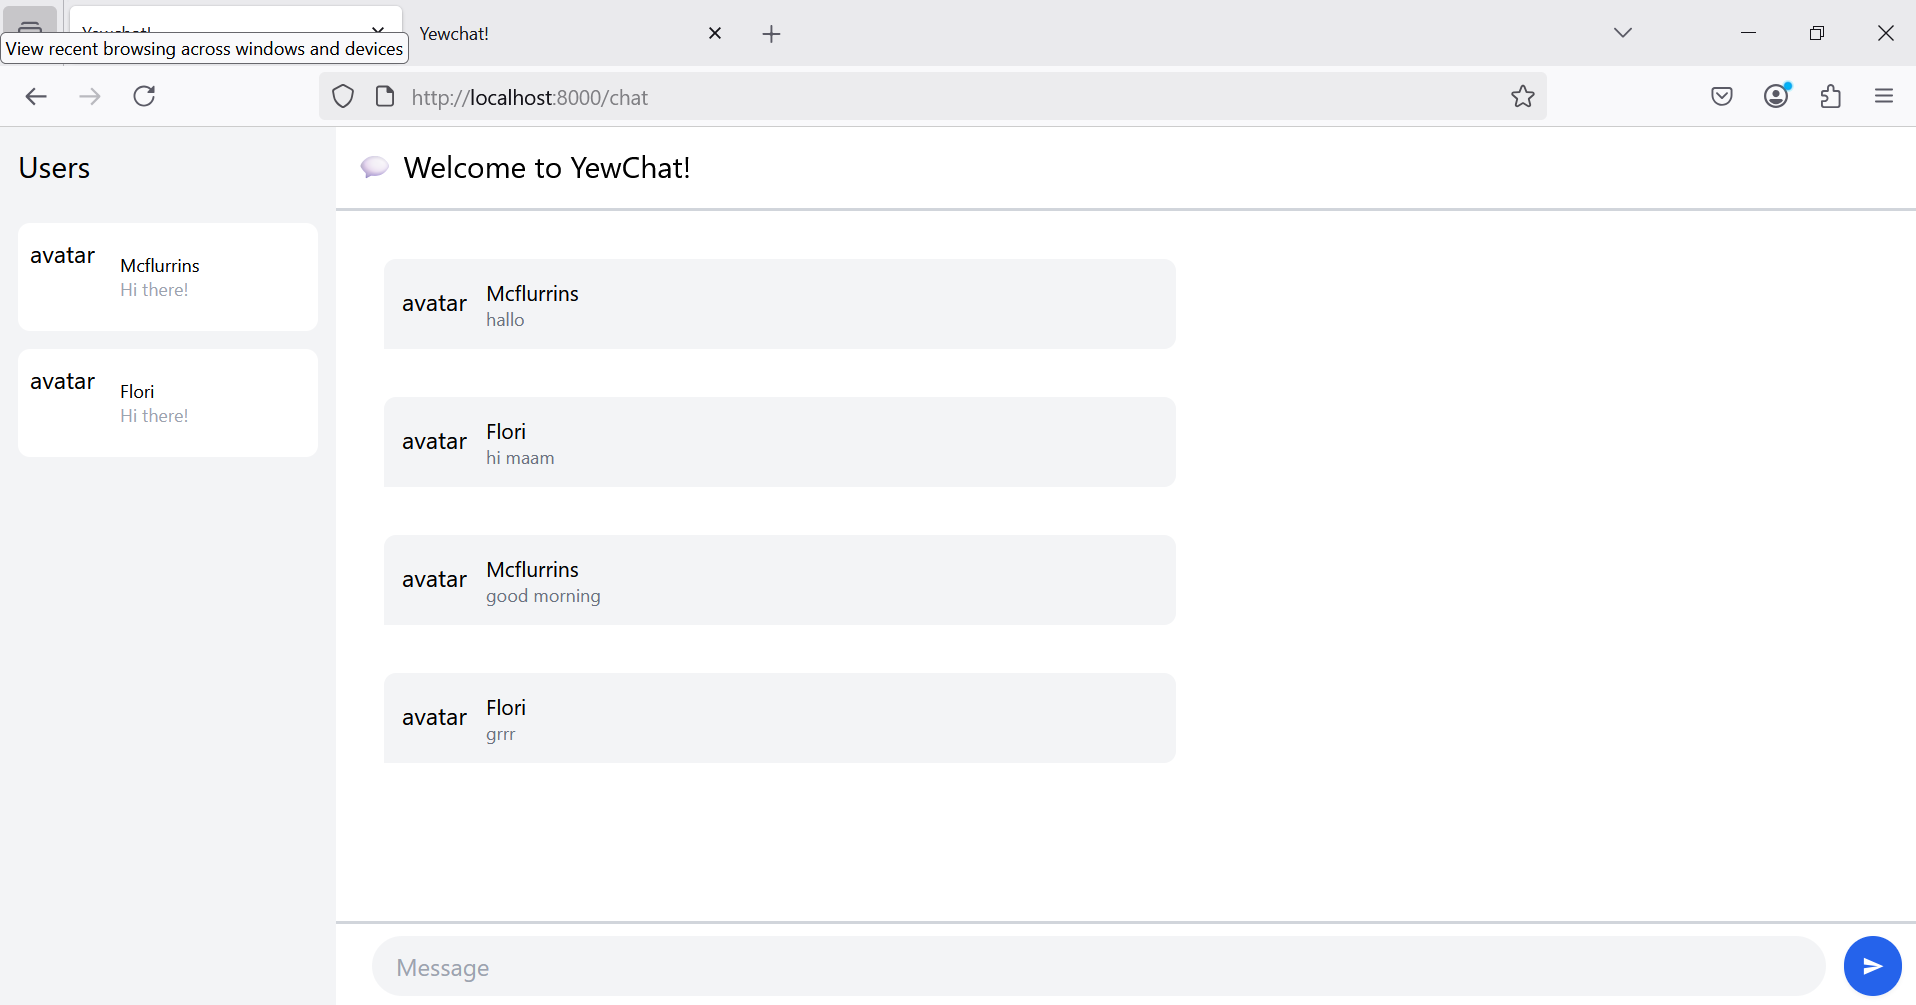 Yewchat!
Yewchat!
View recent browsing across windows and devices
http://localhost:8000/chat
Users
Welcome to YewChat!
avatar
Mcflurrins
Hi there!
avatar
Flori
Hi there!
avatar
Mcflurrins
hallo
avatar
Flori
hi maam
avatar
Mcflurrins
good morning
avatar
Flori
grrr
Message